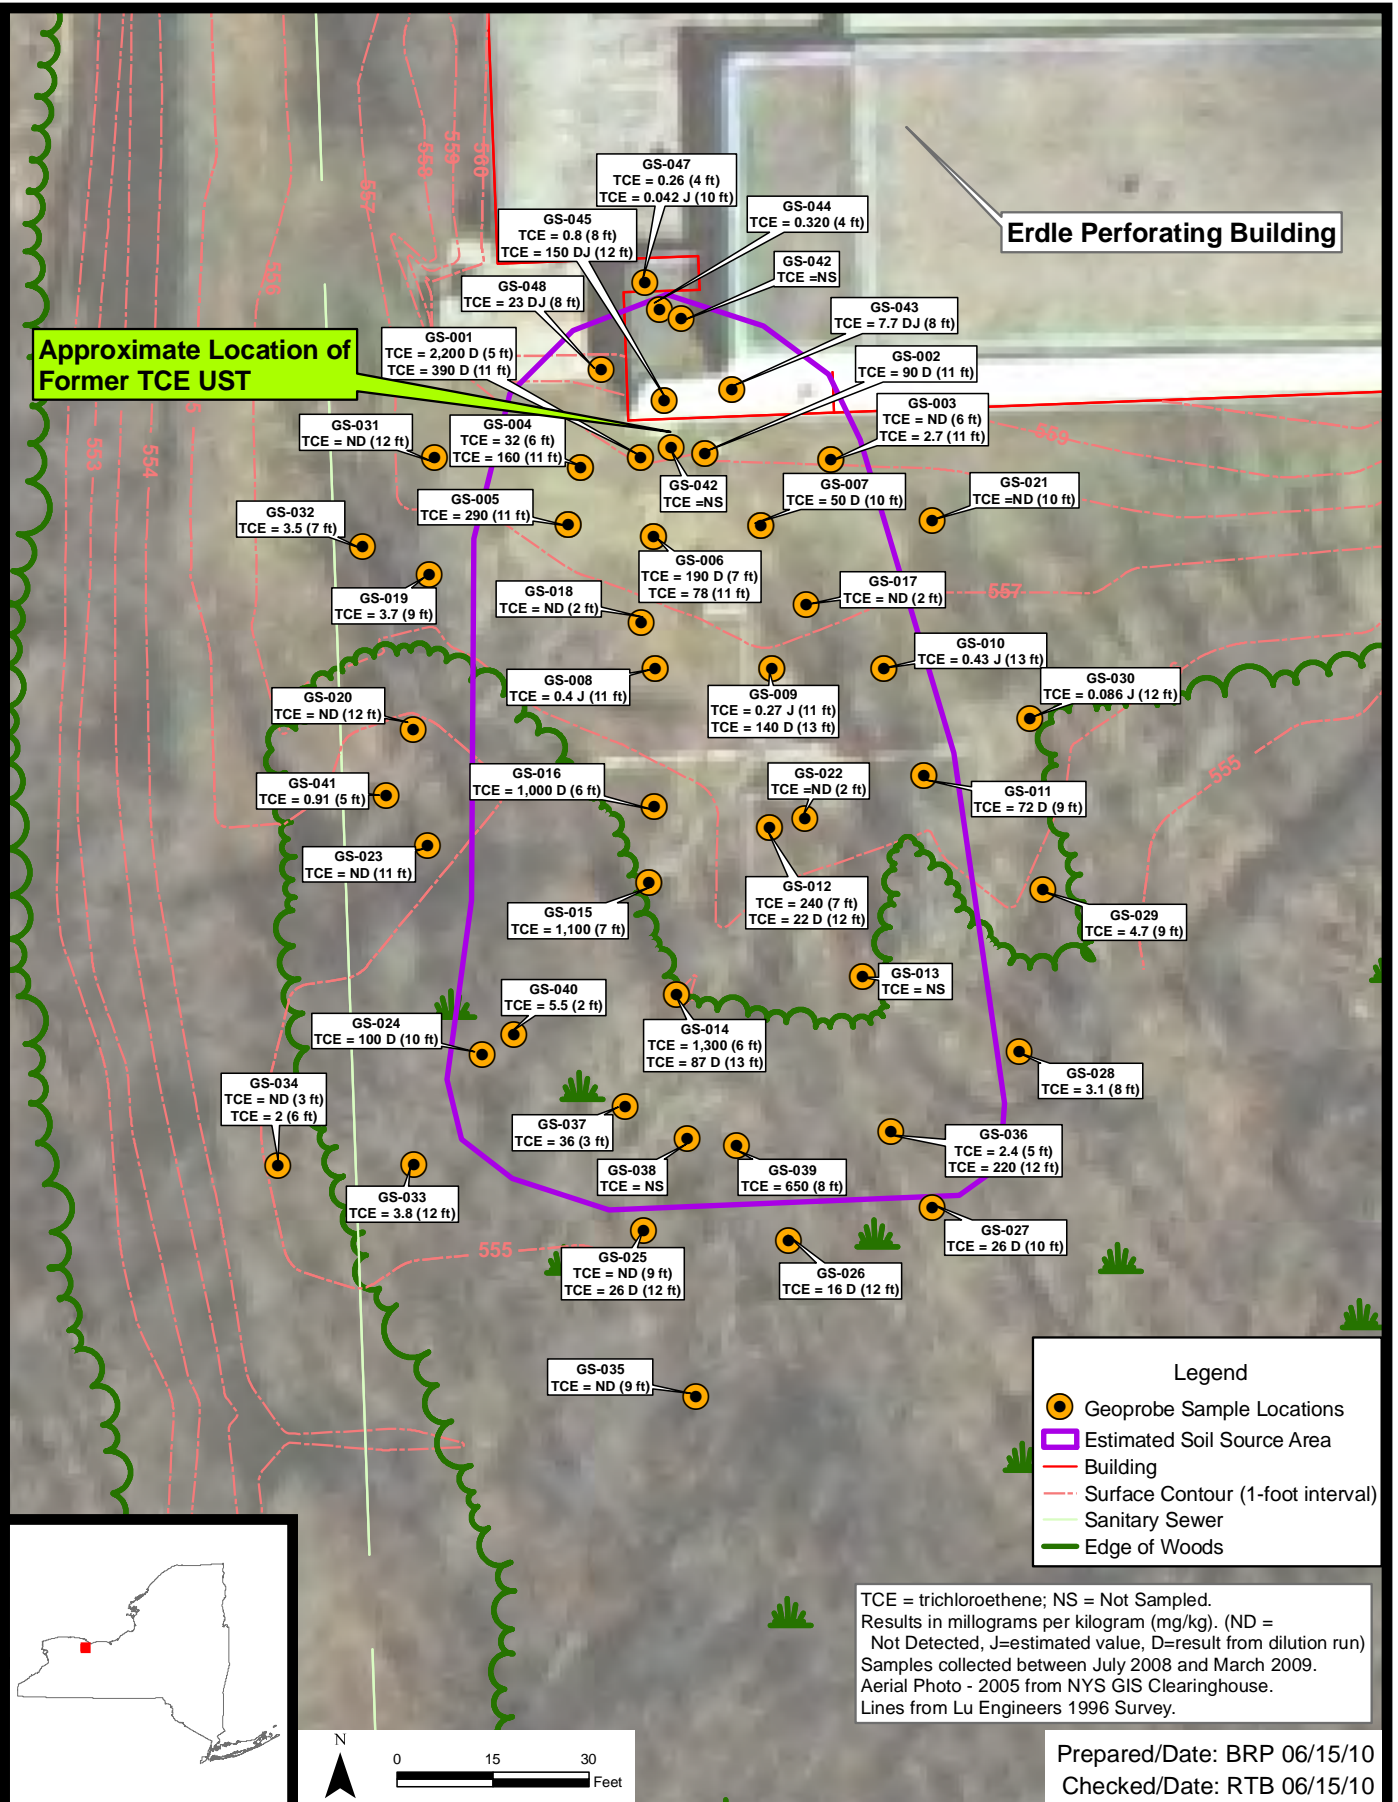 GS-047
TCE = 0.26 (4 ft)
TCE = 0.042 J (10 ft)
GS-044
TCE = 0.320 (4 ft)
GS-045
TCE = 0.8 (8 ft)
TCE = 150 DJ (12 ft)
GS-042
TCE =NS
Erdle Perforating Building
GS-048
TCE = 23 DJ (8 ft)
GS-043
TCE = 7.7 DJ (8 ft)
Approximate Location of
Former TCE UST
GS-001
TCE = 2,200 D (5 ft)
TCE = 390 D (11 ft)
GS-002
TCE = 90 D (11 ft)
GS-003
TCE = ND (6 ft)
TCE = 2.7 (11 ft)
GS-031
TCE = ND (12 ft)
GS-004
TCE = 32 (6 ft)
TCE = 160 (11 ft)
GS-042
TCE =NS
GS-007
TCE = 50 D (10 ft)
GS-021
TCE =ND (10 ft)
GS-005
TCE = 290 (11 ft)
GS-032
TCE = 3.5 (7 ft)
GS-006
TCE = 190 D (7 ft)
TCE = 78 (11 ft)
GS-019
TCE = 3.7 (9 ft)
GS-018
TCE = ND (2 ft)
GS-017
TCE = ND (2 ft)
GS-010
TCE = 0.43 J (13 ft)
GS-008
TCE = 0.4 J (11 ft)
GS-009
TCE = 0.27 J (11 ft)
TCE = 140 D (13 ft)
GS-030
TCE = 0.086 J (12 ft)
GS-020
TCE = ND (12 ft)
GS-041
TCE = 0.91 (5 ft)
GS-016
TCE = 1,000 D (6 ft)
GS-022
TCE =ND (2 ft)
GS-011
TCE = 72 D (9 ft)
GS-023
TCE = ND (11 ft)
GS-012
TCE = 240 (7 ft)
TCE = 22 D (12 ft)
GS-015
TCE = 1,100 (7 ft)
GS-029
TCE = 4.7 (9 ft)
GS-013
TCE = NS
GS-040
TCE = 5.5 (2 ft)
GS-024
TCE = 100 D (10 ft)
GS-014
TCE = 1,300 (6 ft)
TCE = 87 D (13 ft)
GS-028
TCE = 3.1 (8 ft)
GS-034
TCE = ND (3 ft)
TCE = 2 (6 ft)
GS-037
TCE = 36 (3 ft)
GS-038
TCE = NS
GS-039
TCE = 650 (8 ft)
GS-036
TCE = 2.4 (5 ft)
TCE = 220 (12 ft)
GS-033
TCE = 3.8 (12 ft)
GS-027
TCE = 26 D (10 ft)
GS-025
TCE = ND (9 ft)
TCE = 26 D (12 ft)
GS-026
TCE = 16 D (12 ft)
GS-035
TCE = ND (9 ft)
558
559
560
557
556
553
554
559
557
555
555
Legend
Geoprobe Sample Locations
Estimated Soil Source Area
Building
Surface Contour (1-foot interval)
Sanitary Sewer
Edge of Woods
TCE = trichloroethene; NS = Not Sampled.
Results in millograms per kilogram (mg/kg). (ND =
Not Detected, J=estimated value, D=result from dilution run)
Samples collected between July 2008 and March 2009.
Aerial Photo - 2005 from NYS GIS Clearinghouse.
Lines from Lu Engineers 1996 Survey.
N
0 15 30
Feet
Prepared/Date: BRP 06/15/10
Checked/Date: RTB 06/15/10